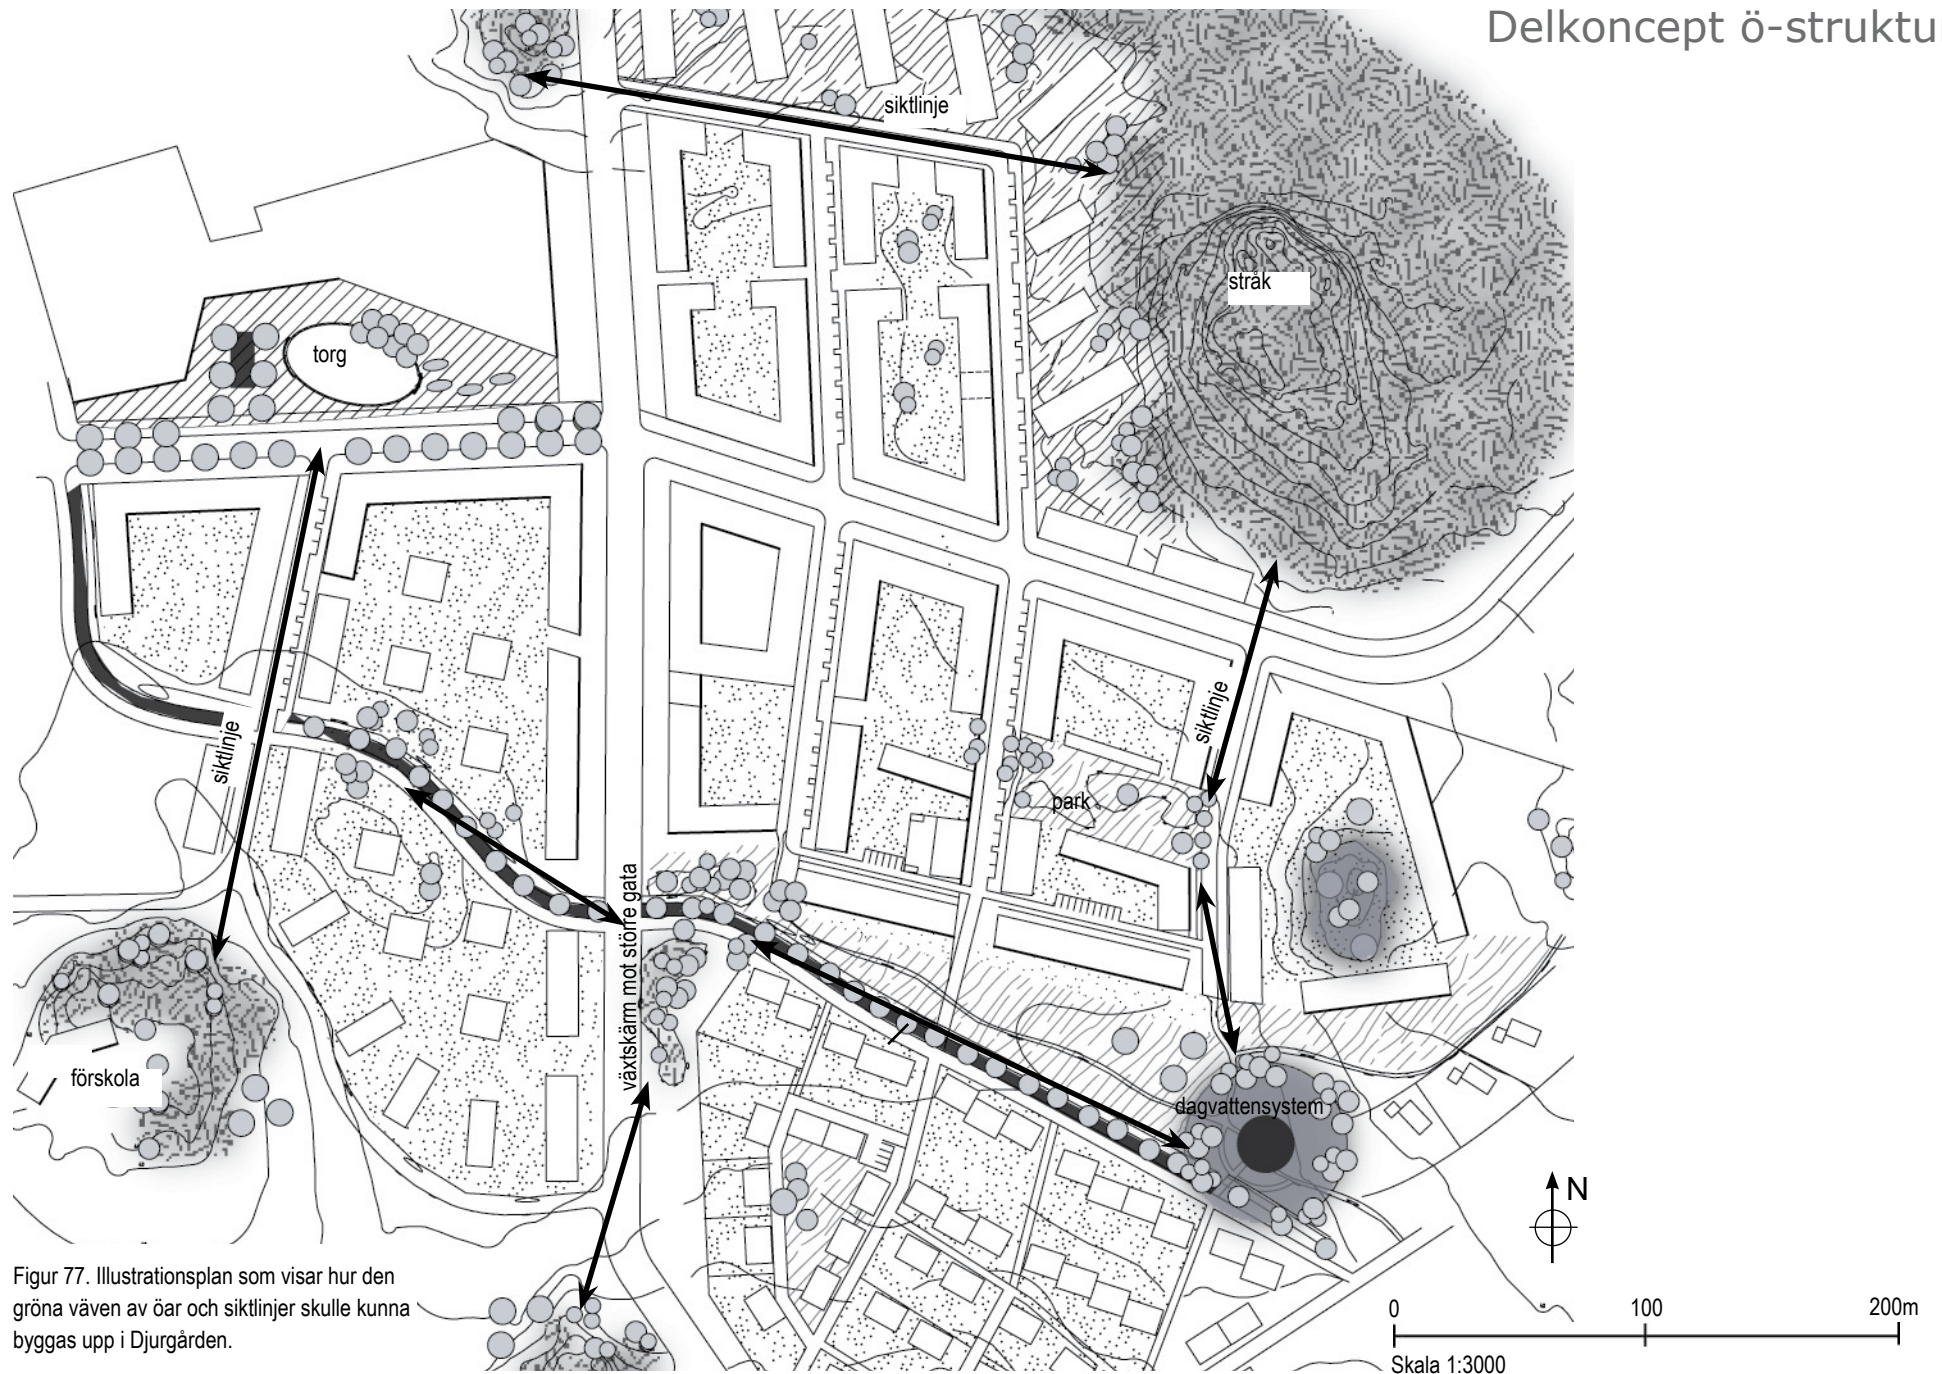 Delkoncept ö-struktu
siktlinje
stråk
torg
siktlinje
siktlinje
park
växtskärm mot större gata
förskola
dagvattensystem
N
Figur 77. Illustrationsplan som visar hur den
gröna väven av öar och siktlinjer skulle kunna
byggas upp i Djurgården.
0 100 200m
Skala 1:3000